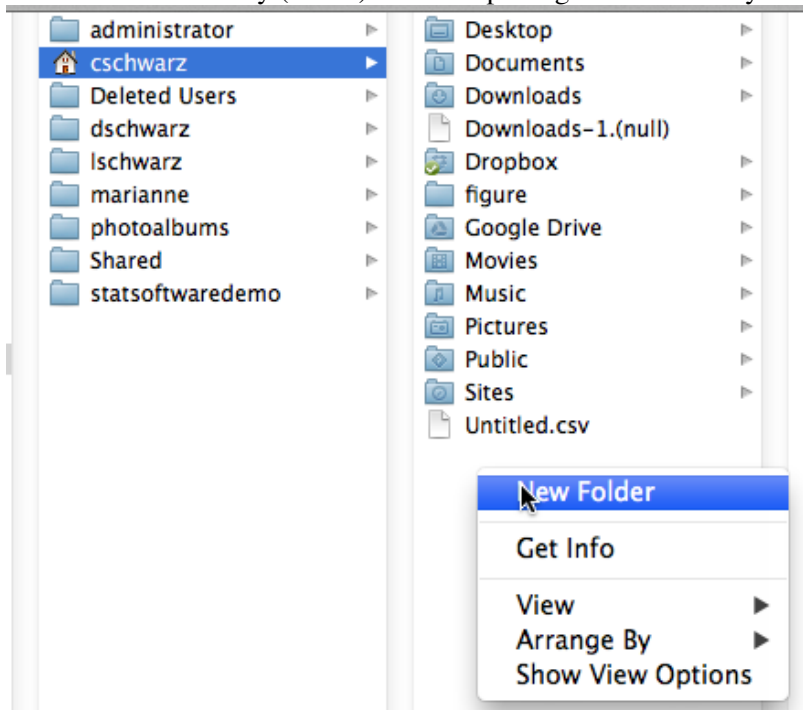 administrator
cschwarz
Deleted Users
dschwarz
lschwarz
marianne
photoalbums
Shared
statsoftwaredemo
Desktop
Documents
Downloads
Downloads-1.(null)
Dropbox
figure
Google Drive
Movies
Music
Pictures
Public
Sites
Untitled.csv
New Folder
Get Info
View
Arrange By
Show View Options